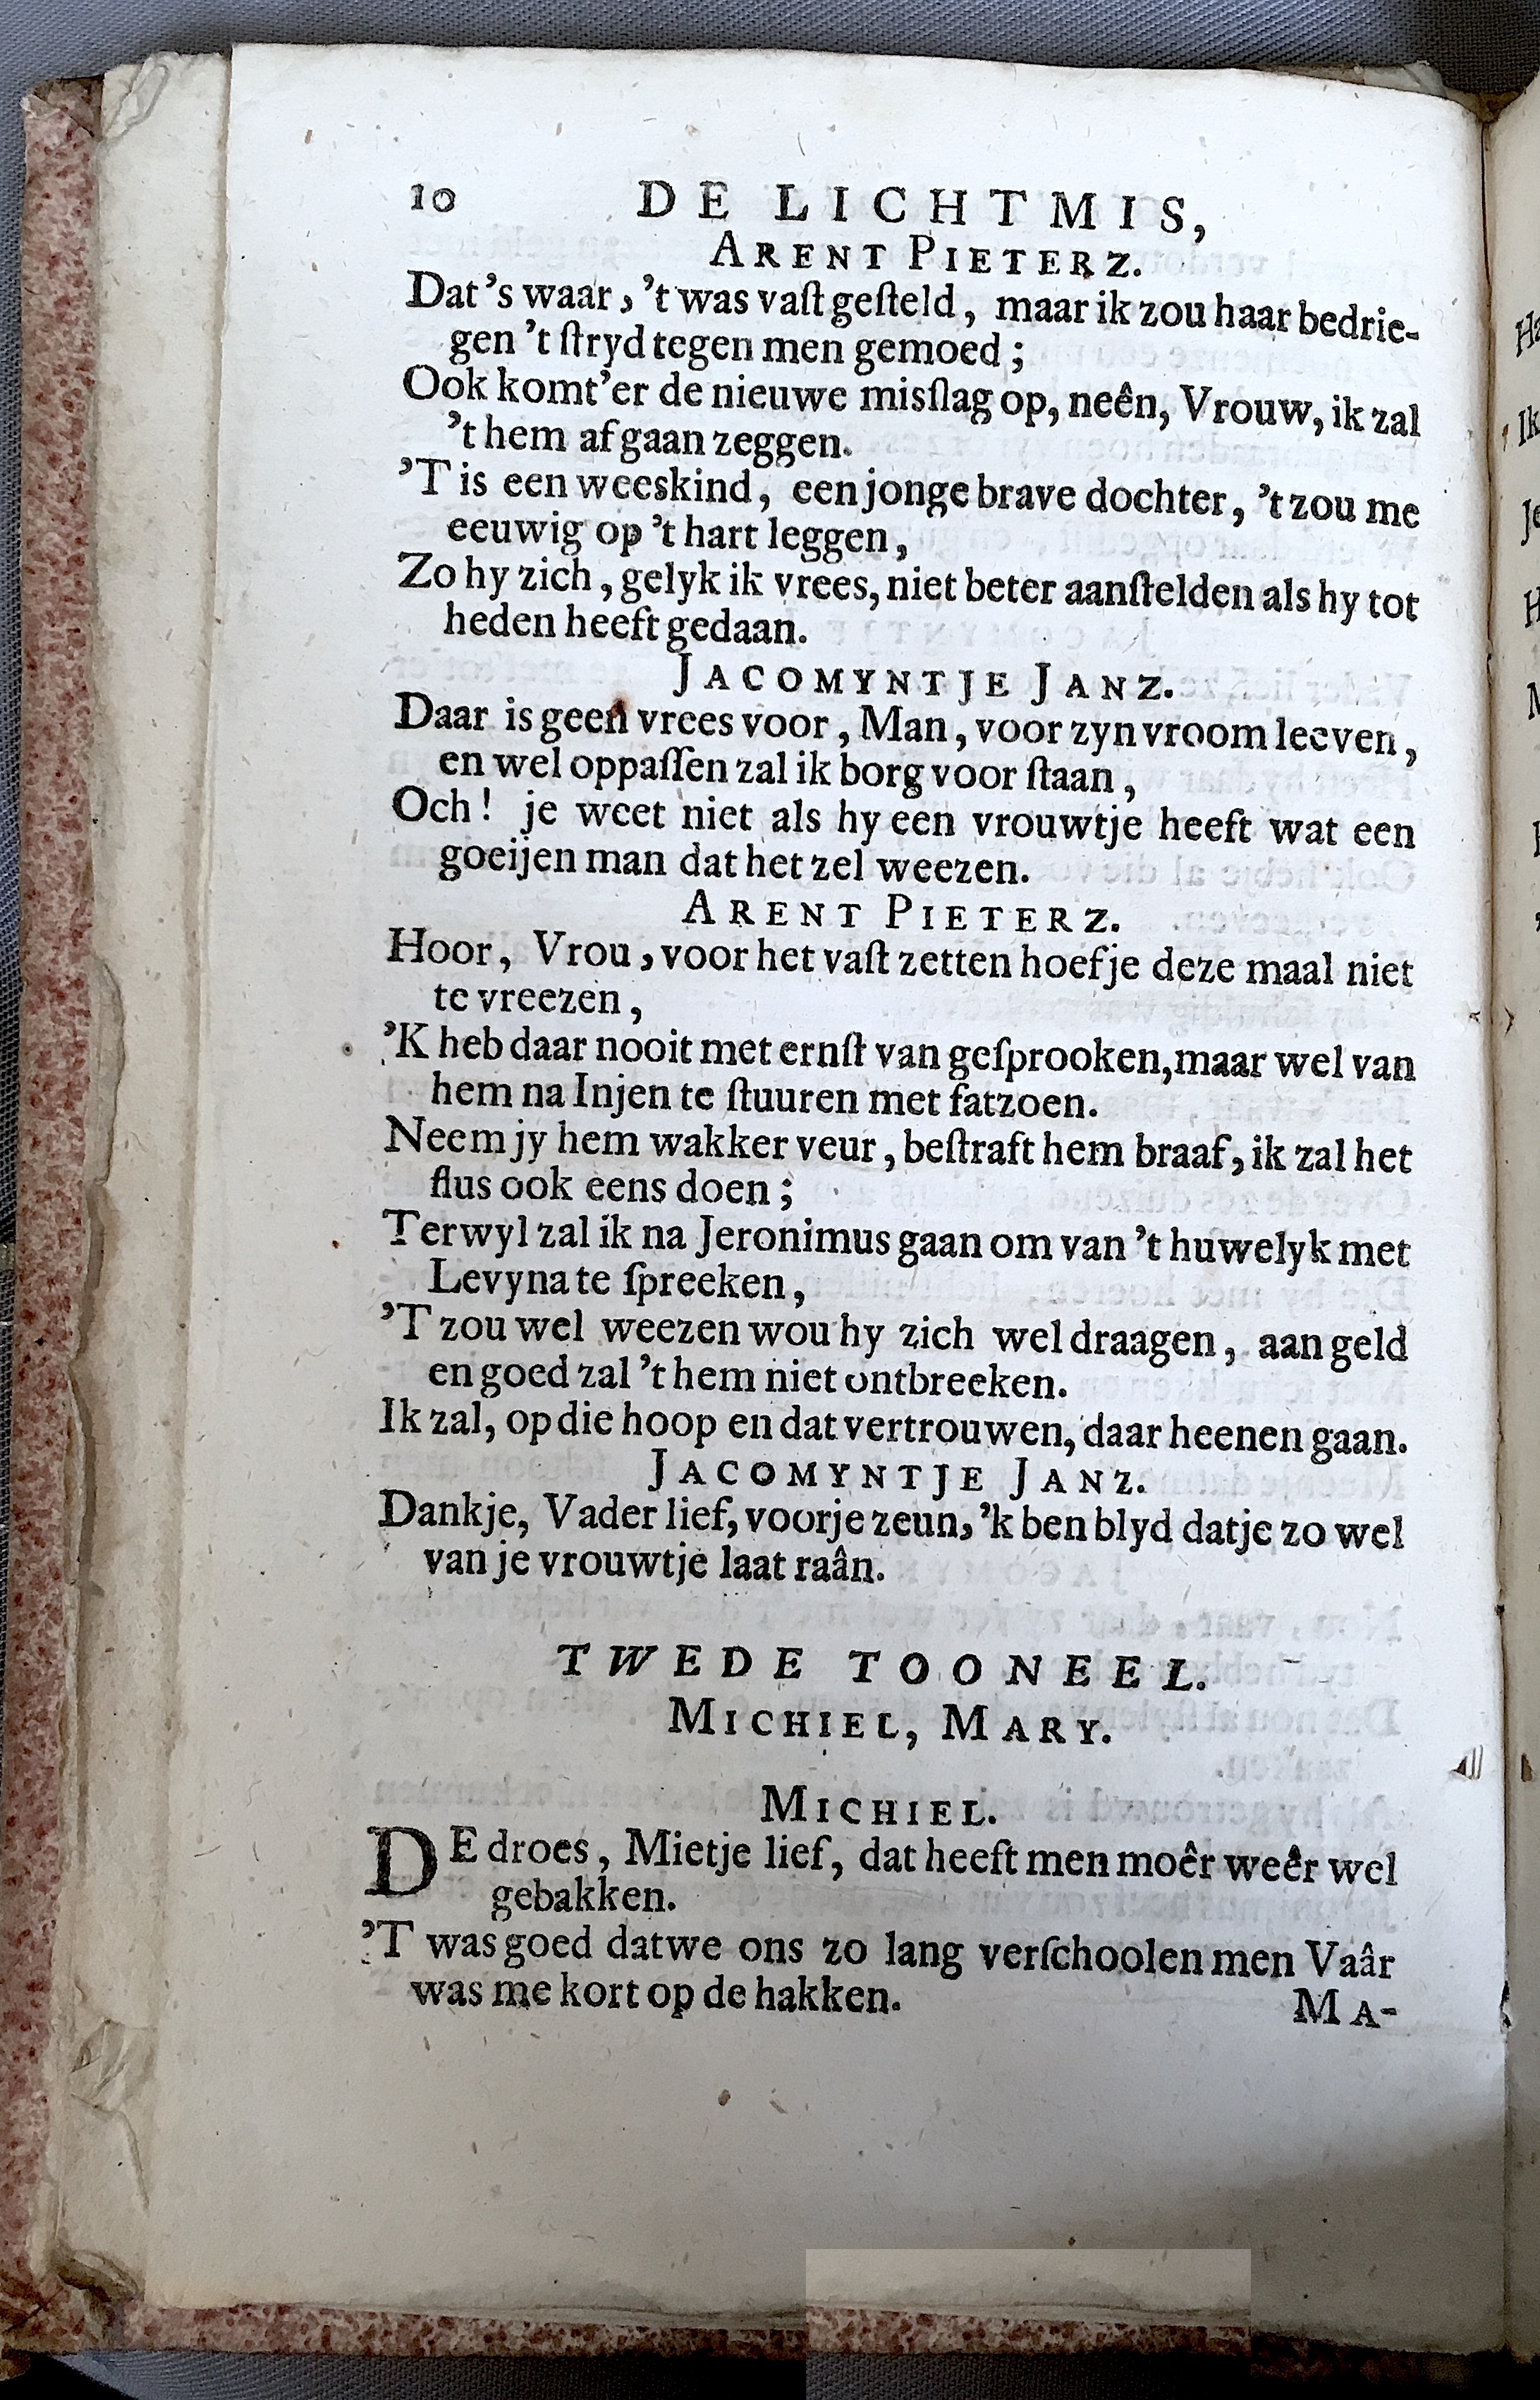 10 DE LICHTMIS,
ARENT PIETERZ.
Dat's waar, 't was vaſt geſteld, maar ik zou haar bedrie-
gen 't ſtryd tegen men gemoed;
Ook komt'er de nieuwe misſlag op, neên, Vrouw, ik zal
't hem af gaan zeggen.
'T is een weeskind, een jonge brave dochter, 't zou me
eeuwig op 't hart leggen,
Zo hy zich, gelyk ik vrees, niet beter aanſtelden als hy tot
heden heeft gedaan.
JACOMYNTJE JANZ.
Daar is geen vrees voor, Man, voor zyn vroom leeven,
en wel oppaſſen zal ik borg voor ſtaan,
Och! je weet niet als hy een vrouwtje heeft wat een
goeijen man dat het zel weezen.
ARENT PIETERZ.
Hoor, Vrou, voor het vaſt zetten hoefje deze maal niet
te vreezen,
'K heb daar nooit met ernſt van geſprooken, maar wel van
hem na Injen te ſtuuren met fatzoen.
Neem jy hem wakker veur, beſtraft hem braaf, ik zal het
flus ook eens doen;
Terwyl zal ik na Jeronimus gaan om van 't huwelyk met
Levyna te ſpreeken,
'T zou wel weezen wou hy zich wel draagen, aan geld
en goed zal 't hem niet ontbreeken.
Ik zal, op die hoop en dat vertrouwen, daar heenen gaan.
JACOMYNTJE JANZ.
Dankje, Vader lief, voor je zeun, 'k ben blyd datje zo wel
van je vrouwtje laat raân.
TWEDE TOONEEL.
MICHIEL, MARY.
MICHIEL.
DE droes, Mietje lief, dat heeft men moêr weêr wel
gebakken.
'T was goed datwe ons zo lang verſchoolen men Vaâr
was me kort op de hakken.
MA-